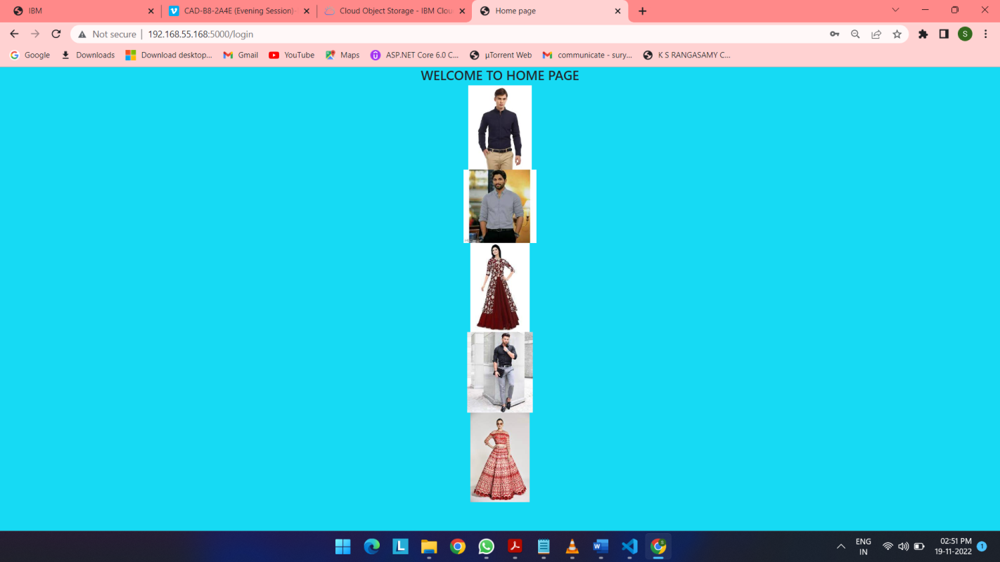 IBM
CAD-B8-2A4E (Evening Session)
Cloud Object Storage - IBM Clou
Home page
Not secure
192.168.55.168:5000/login
S
Google
Downloads
Download desktop...
Gmail
YouTube
Maps
ASP.NET Core 6.0 C...
µTorrent Web
communicate - sury...
K S RANGASAMY C...
WELCOME TO HOME PAGE
ENG
IN
02:51 PM
19-11-2022
1